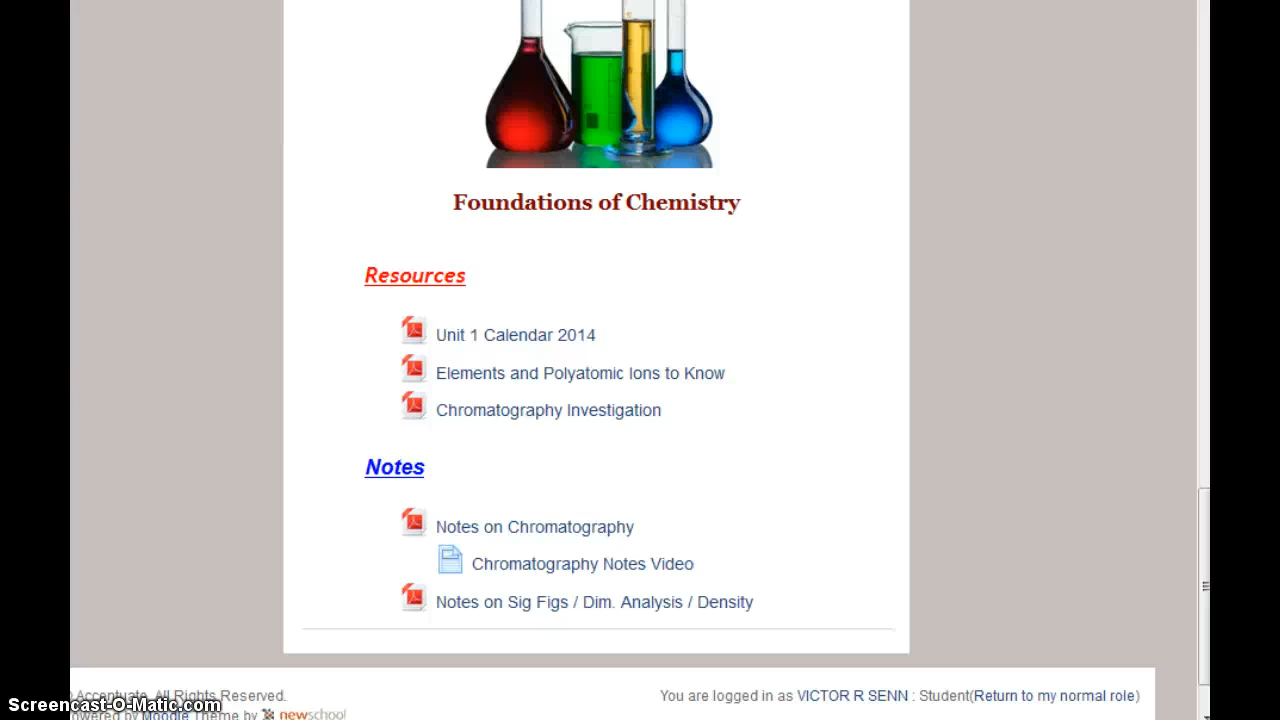 Foundations of Chemistry
Resources
Unit 1 Calendar 2014
Elements and Polyatomic Ions to Know
Chromatography Investigation
Notes
Notes on Chromatography
Chromatography Notes Video
Notes on Sig Figs / Dim. Analysis / Density
Accentuate. All Rights Reserved.
You are logged in as VICTOR R SENN : Student(Return to my normal role)
Screencast-O-Matic.com
Moodle Theme by newschool